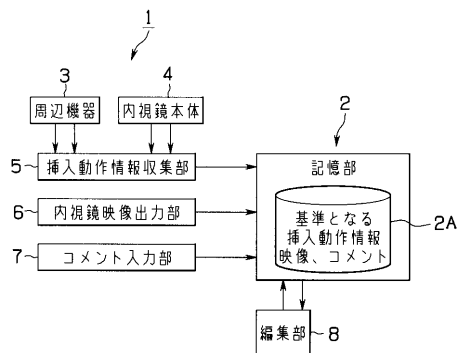 1
3
4
周辺機器
内視鏡本体
2
5
挿入動作情報収集部
記憶部
6
内視鏡映像出力部
基準となる
挿入動作情報
映像、コメント
2A
7
コメント入力部
編集部
8